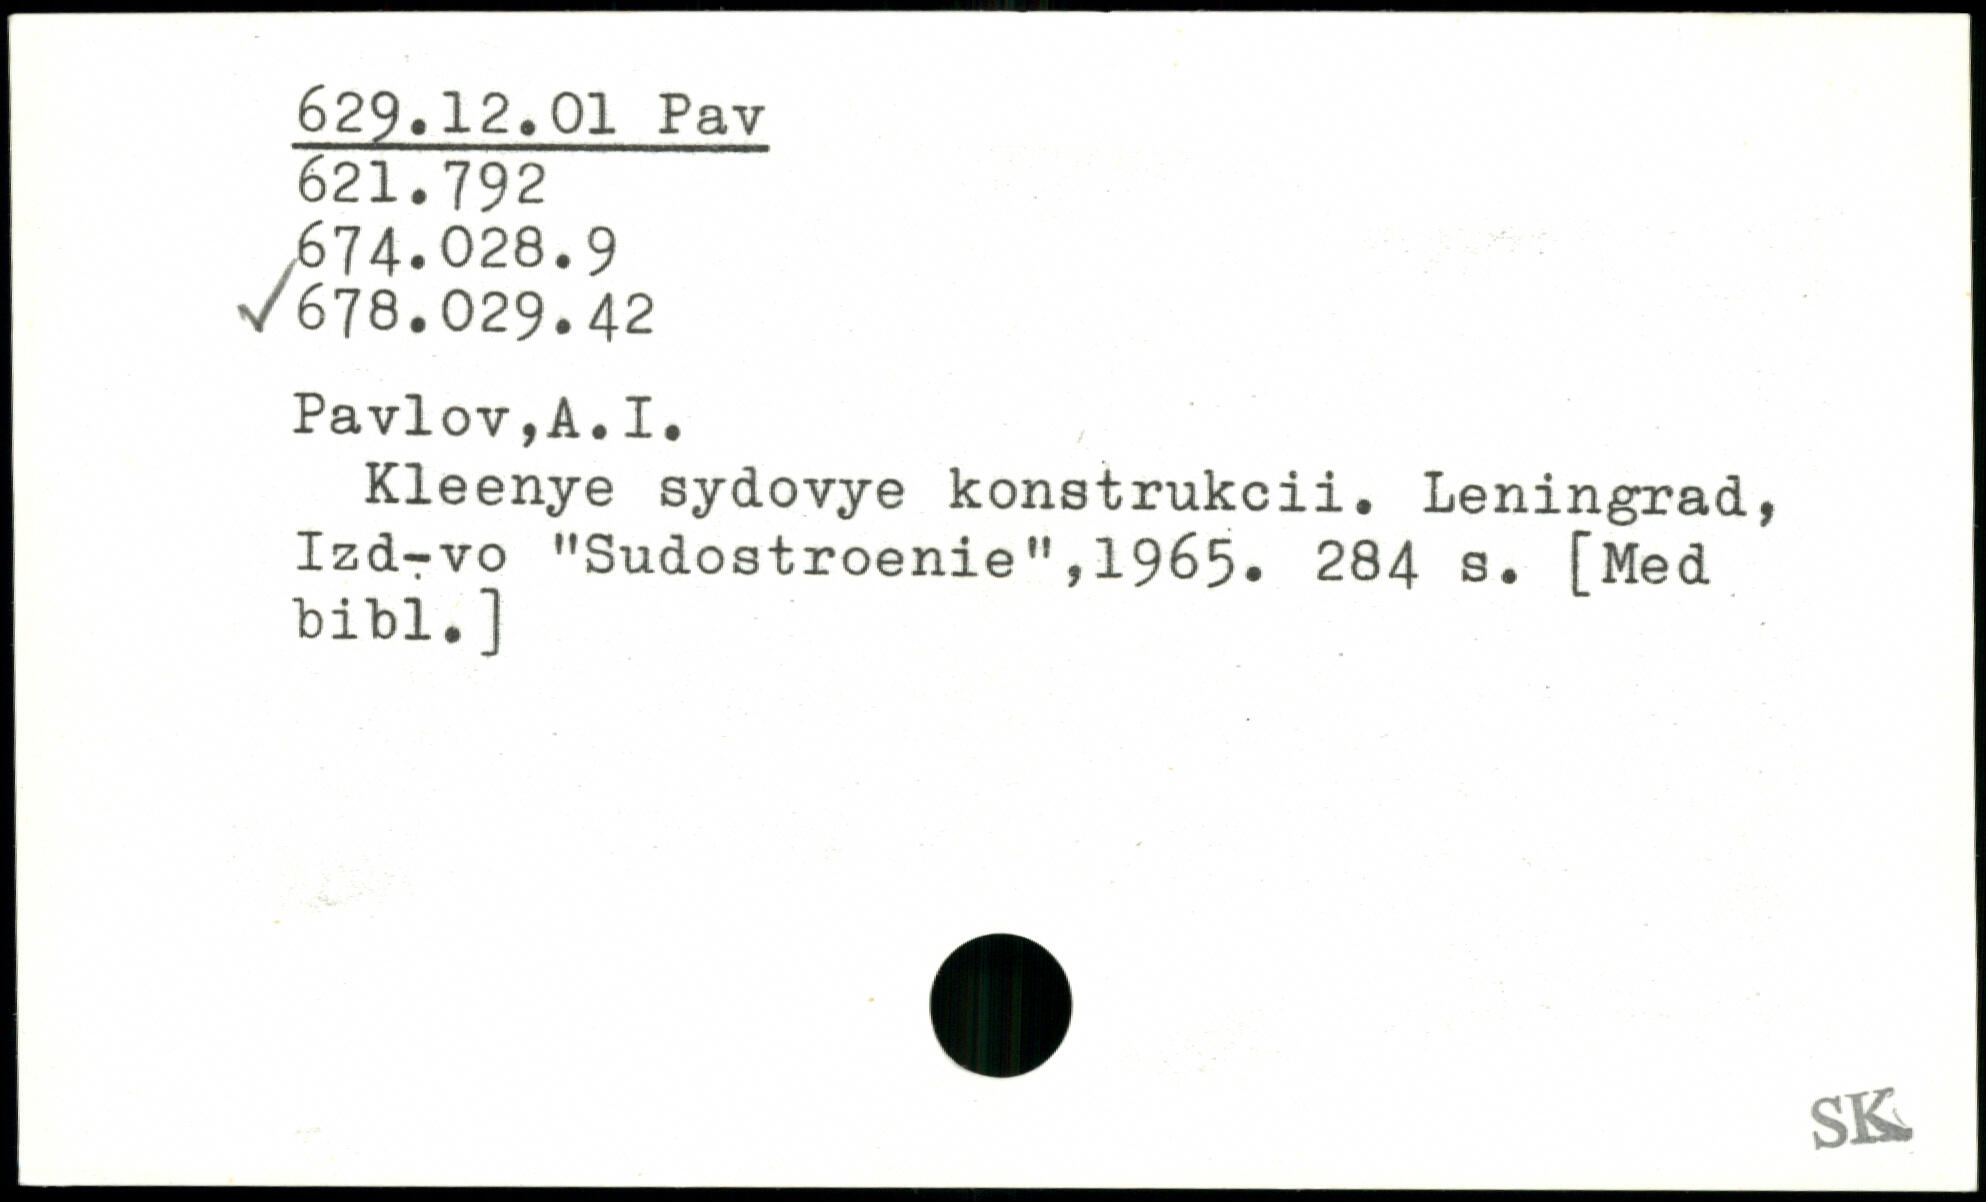 629.12.01 Pav
621.792
674.028.9
678.029.42
Pavlov,A.I.
Kleenye sydovye konstrukcii. Leningrad,
Izd-vo "Sudostroenie",1965. 284 s. [Med
bibl.]
SK